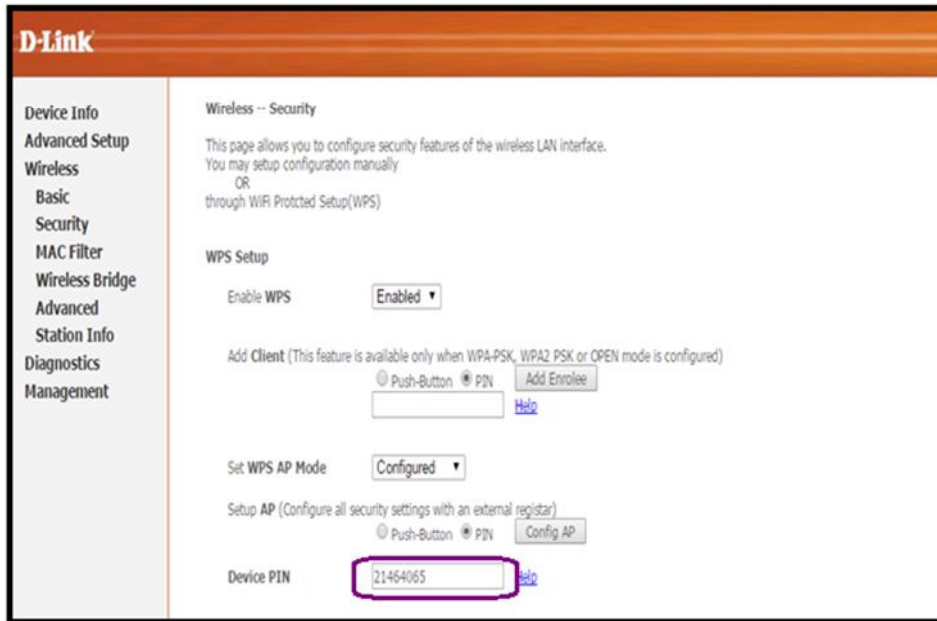 D-Link
Device Info
Advanced Setup
Wireless
Basic
Security
MAC Filter
Wireless Bridge
Advanced
Station Info
Diagnostics
Management
Wireless -- Security
This page allows you to configure security features of the wireless LAN interface.
You may setup configuration manually
OR
through WiFi Protcted Setup(WPS)
WPS Setup
Enable WPS Enabled
Add Client (This feature is available only when WPA-PSK, WPA2 PSK or OPEN mode is configured)
Push-Button PIN Add Enrolee
Help
Set WPS AP Mode Configured
Setup AP (Configure all security settings with an external registar)
Push-Button PIN Config AP
Device PIN 21464065 Help